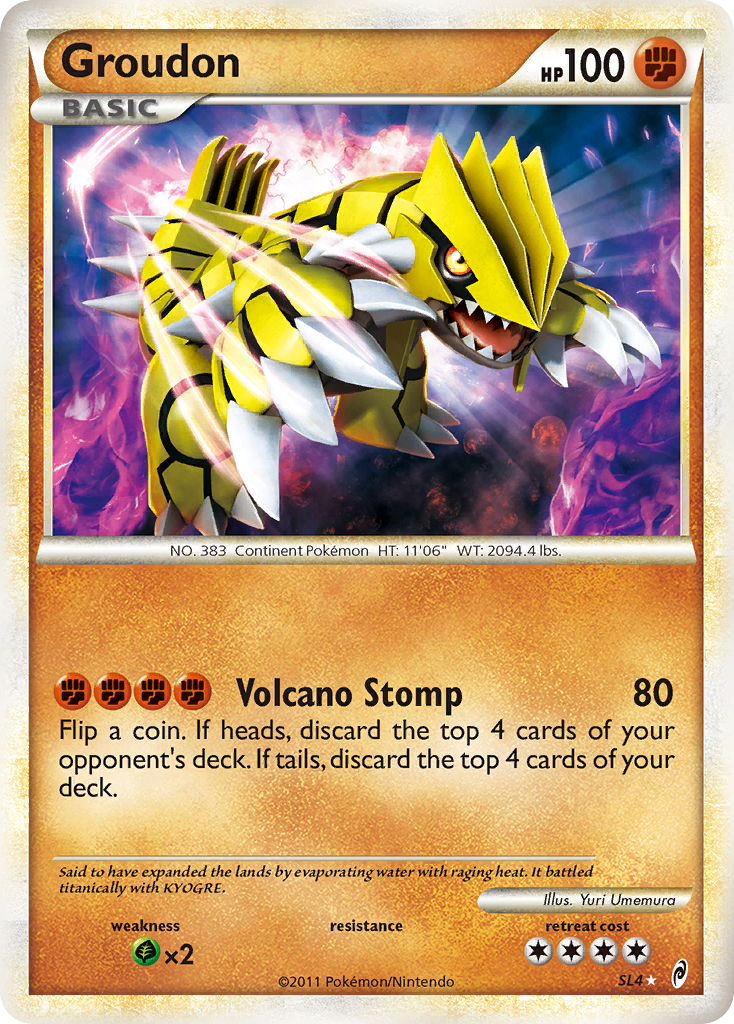 Groudon
HP100
BASIC
NO. 383 Continent Pokémon HT: 11'06" WT: 2094.4 lbs.
Volcano Stomp 80
Flip a coin. If heads, discard the top 4 cards of your
opponent's deck. If tails, discard the top 4 cards of your
deck.
Said to have expanded the lands by evaporating water with raging heat. It battled
titanically with KYOGRE.
Illus. Yuri Umemura
weakness resistance retreat cost
×2
SL4★
©2011 Pokémon/Nintendo